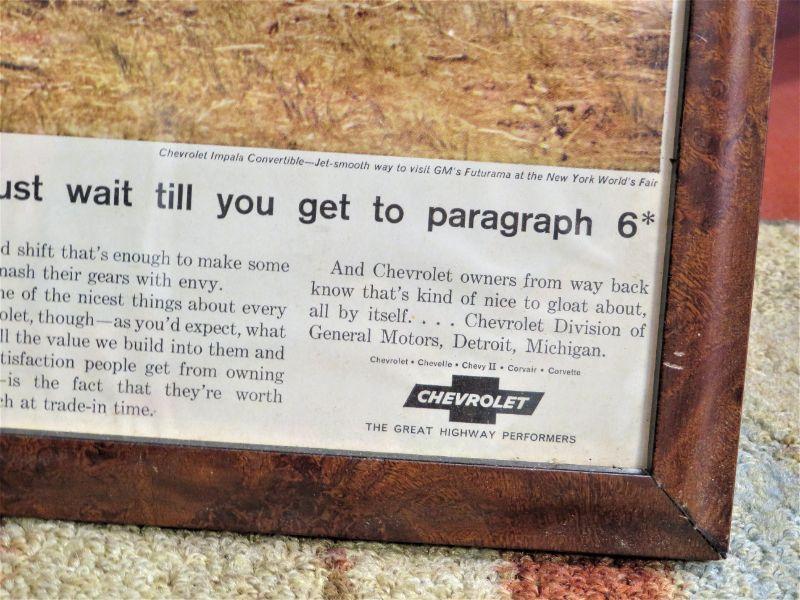 Chevrolet Impala Convertible—Jet-smooth way to visit GM's Futurama at the New York World's Fair
ust wait till you get to paragraph 6*
d shift that's enough to make some
nash their gears with envy.
ne of the nicest things about every
olet, though—as you'd expect, what
ll the value we build into them and
tisfaction people get from owning
—is the fact that they're worth
ch at trade-in time.
And Chevrolet owners from way back
know that's kind of nice to gloat about,
all by itself. . . . Chevrolet Division of
General Motors, Detroit, Michigan.
Chevrolet • Chevelle • Chevy II • Corvair • Corvette
CHEVROLET
THE GREAT HIGHWAY PERFORMERS